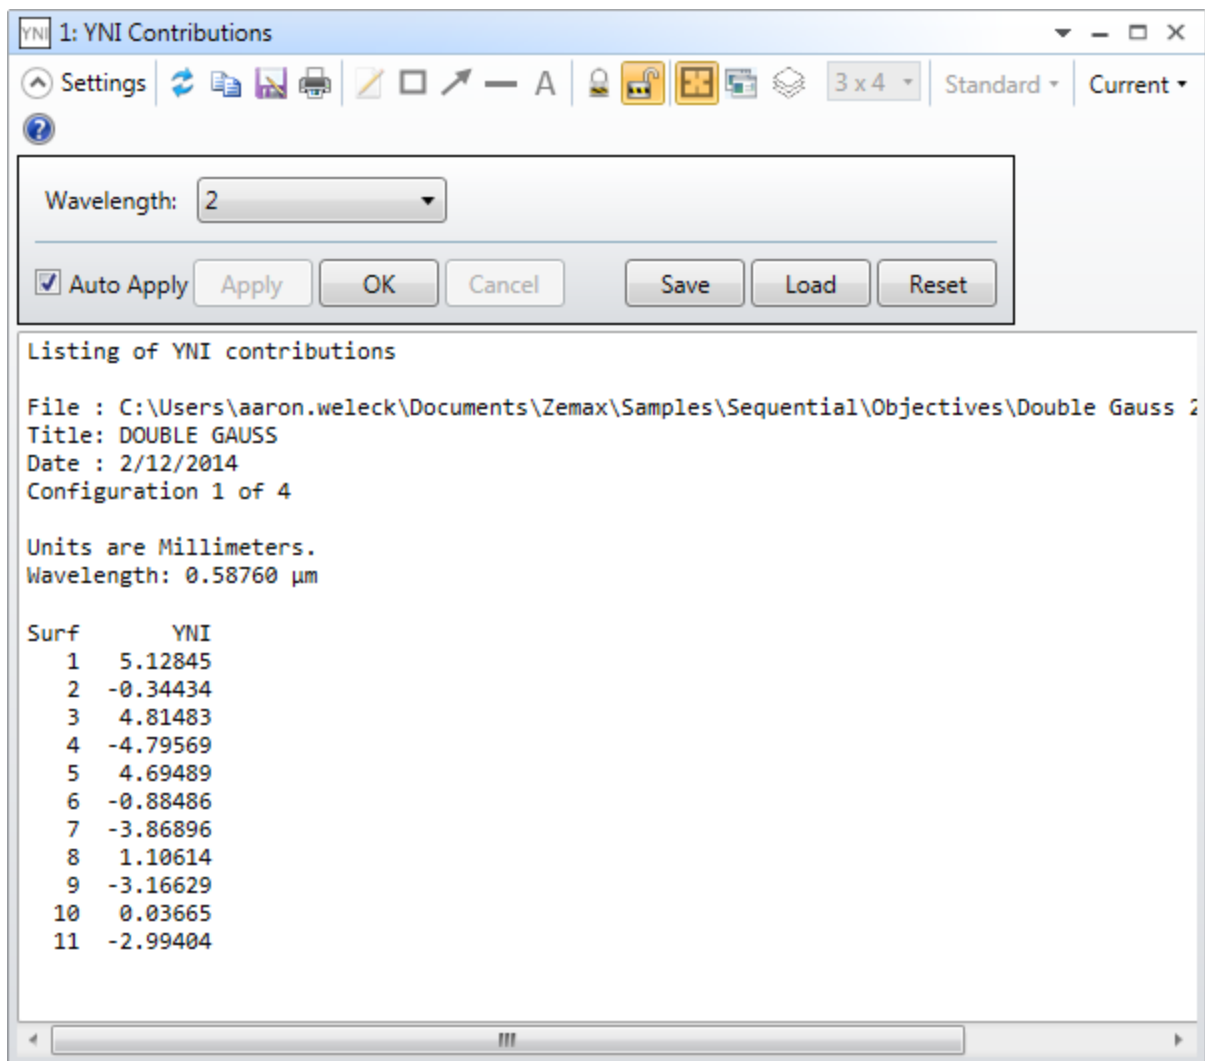 YNI 1: YNI Contributions
Settings A 3 x 4 Standard Current
?
Wavelength: 2
Auto Apply Apply OK Cancel Save Load Reset
Listing of YNI contributions
File : C:\Users\aaron.weleck\Documents\Zemax\Samples\Sequential\Objectives\Double Gauss 2
Title: DOUBLE GAUSS
Date : 2/12/2014
Configuration 1 of 4
Units are Millimeters.
Wavelength: 0.58760 µm
Surf YNI
1 5.12845
2 -0.34434
3 4.81483
4 -4.79569
5 4.69489
6 -0.88486
7 -3.86896
8 1.10614
9 -3.16629
10 0.03665
11 -2.99404